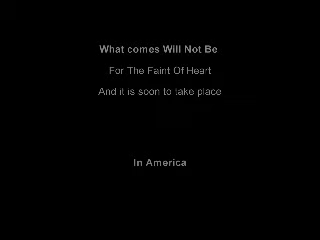 What comes Will Not Be
For The Faint Of Heart
And it is soon to take place
In America